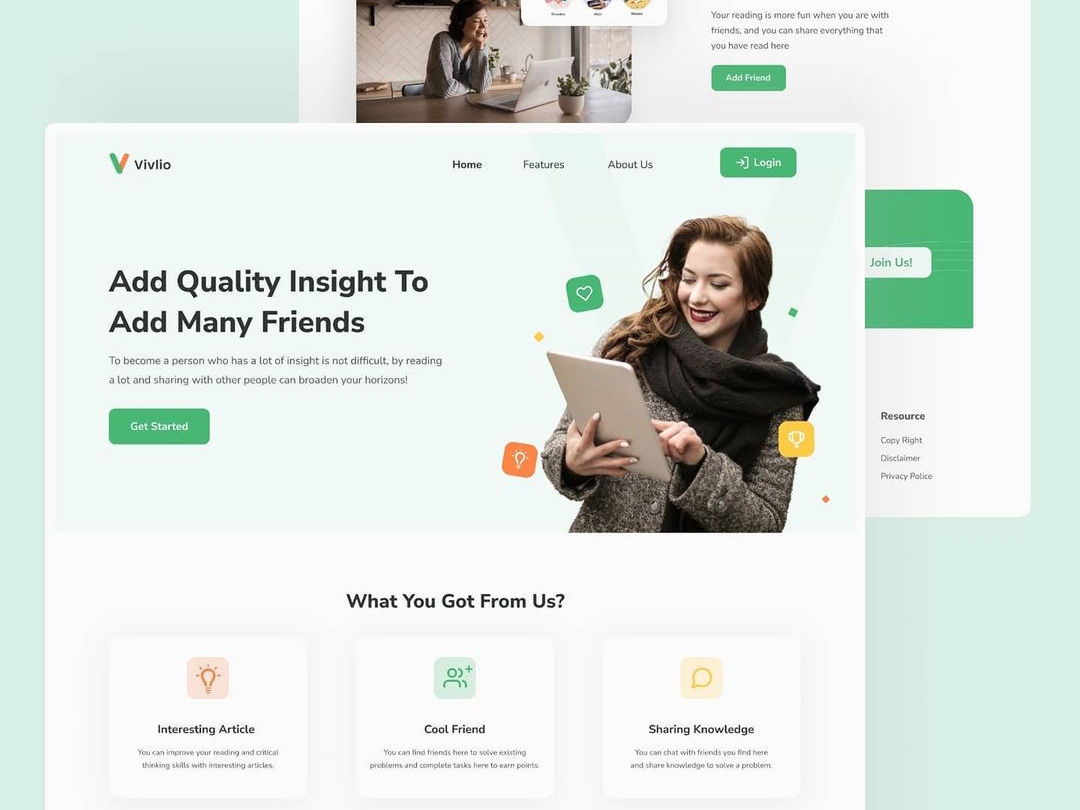 Your reading is more fun when you are with
friends, and you can share everything that
you have read here
Add Friend
Vivlio
Home
Features
About Us
Login
Add Quality Insight To
Add Many Friends
To become a person who has a lot of insight is not difficult, by reading
a lot and sharing with other people can broaden your horizons!
Get Started
Join Us!
Resource
Copy Right
Disclaimer
Privacy Police
What You Got From Us?
Interesting Article
You can improve your reading and critical
thinking skills with interesting articles.
Cool Friend
You can find friends here to solve existing
problems and complete tasks here to earn points.
Sharing Knowledge
You can chat with friends you find here
and share knowledge to solve a problem.